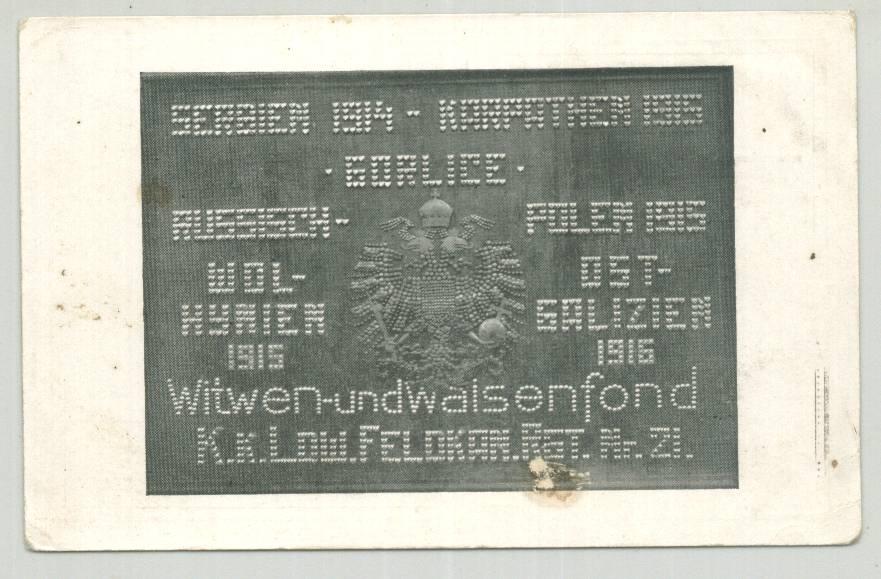 SERBIEN 1914 - KARPATHEN 1915
· GORLICE ·
RUSSISCH - POLEN 1915
WOL-
HYNIEN
1915
OST-
GALIZIEN
1916
Witwen-undwaisenfond
K.k.Low.FELDKAN.RGT.Nr.21.